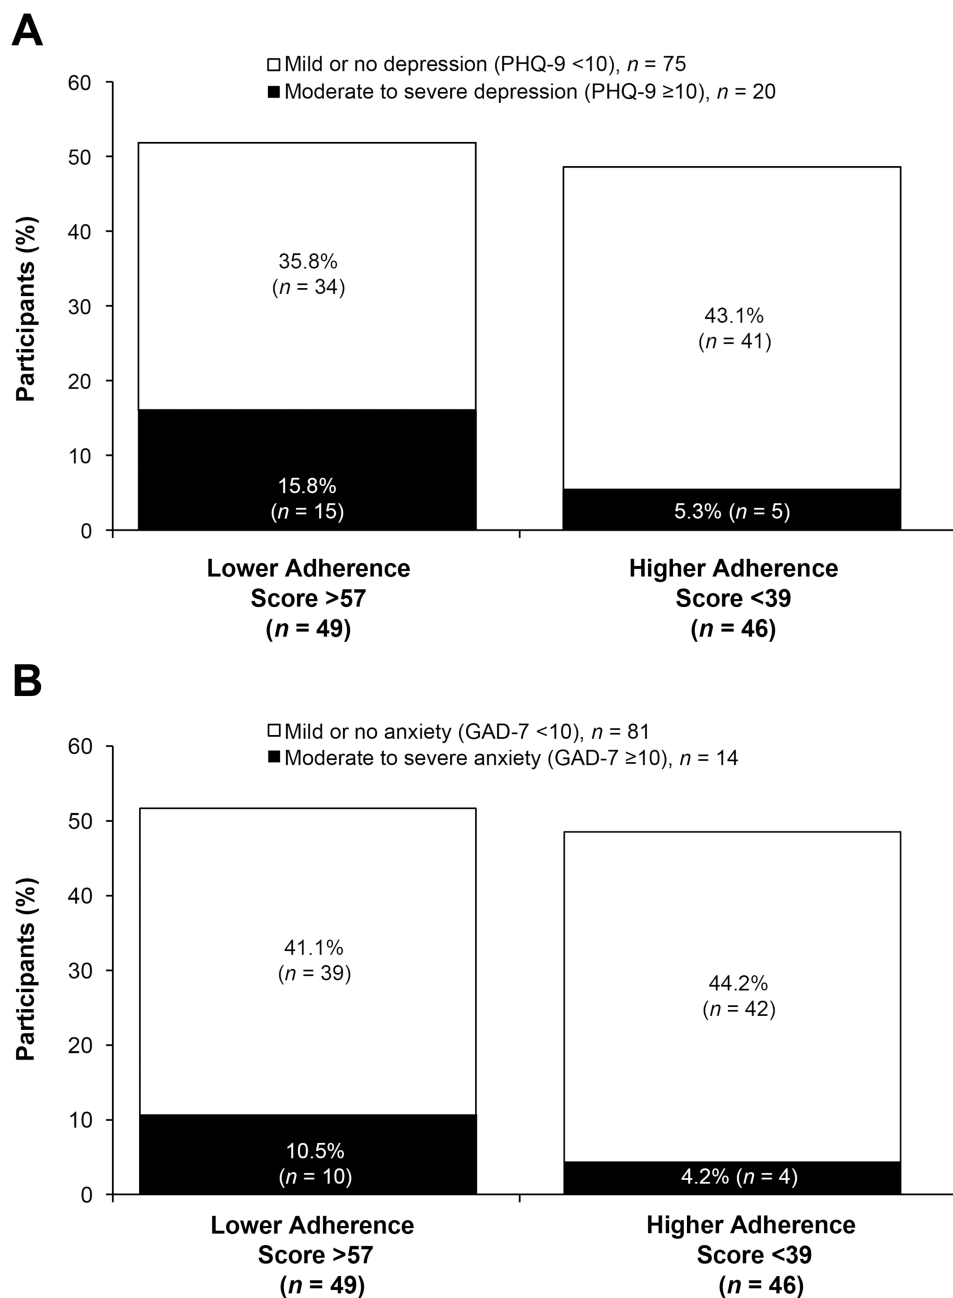 A
Mild or no depression (PHQ-9 <10), n = 75
Moderate to severe depression (PHQ-9 ≥10), n = 20
Participants (%)
60
50
40
30
20
10
0
35.8%
(n = 34)
15.8%
(n = 15)
43.1%
(n = 41)
5.3% (n = 5)
Lower Adherence
Score >57
(n = 49)
Higher Adherence
Score <39
(n = 46)
B
Mild or no anxiety (GAD-7 <10), n = 81
Moderate to severe anxiety (GAD-7 ≥10), n = 14
Participants (%)
60
50
40
30
20
10
0
41.1%
(n = 39)
10.5%
(n = 10)
44.2%
(n = 42)
4.2% (n = 4)
Lower Adherence
Score >57
(n = 49)
Higher Adherence
Score <39
(n = 46)